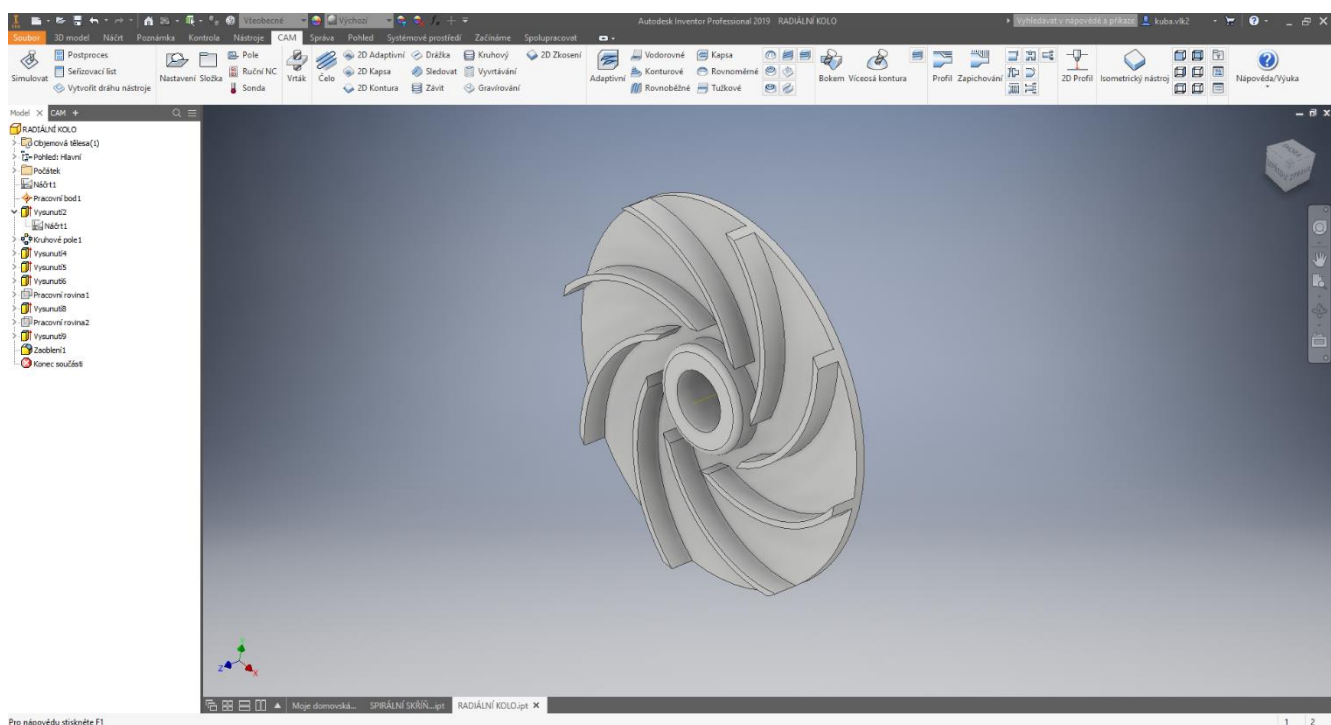 Všeobecné Výchozí Autodesk Inventor Professional 2019 RADIÁLNÍ KOLO Vyhledávat v nápovědě a příkaze kuba.vlk2
Soubor 3D model Náčrt Poznámka Kontrola Nástroje CAM Správa Pohled Systémové prostředí Začínáme Spolupracovat
Simulovat
Postproces
Seřizovací list
Vytvořit dráhu nástroje
Nastavení
Složka
Pole
Ruční NC
Sonda
Vrták
Čelo
2D Adaptivní
2D Kapsa
2D Kontura
Drážka
Sledovat
Závit
Kruhový
Vyvrtávání
Gravírování
2D Zkosení
Adaptivní
Vodorovné
Konturové
Rovnoběžné
Kapsa
Rovnoměrné
Tužkové
Bokem
Víceosá kontura
Profil
Zapichování
2D Profil
Isometrický nástroj
Nápověda/Výuka
Model CAM
RADIÁLNÍ KOLO
Objemová tělesa(1)
Pohled: Hlavní
Počátek
Náčrt1
Pracovní bod1
Vysunutí2
Náčrt1
Kruhové pole1
Vysunutí4
Vysunutí5
Vysunutí6
Pracovní rovina1
Vysunutí8
Pracovní rovina2
Vysunutí9
Zaoblení1
Konec součásti
Y
Z
X
Moje domovská... SPIRÁLNÍ SKŘÍŇ...ipt RADIÁLNÍ KOLO.ipt
Pro nápovědu stiskněte F1 1 2